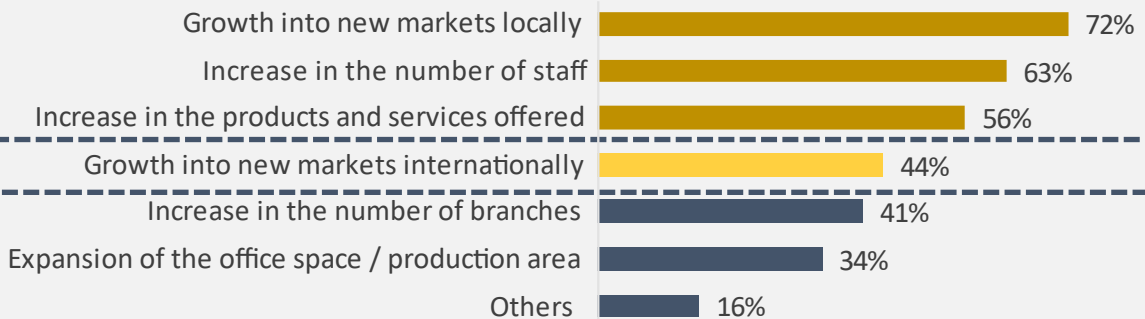 Growth into new markets locally 72%
Increase in the number of staff 63%
Increase in the products and services offered 56%
Growth into new markets internationally 44%
Increase in the number of branches 41%
Expansion of the office space / production area 34%
Others 16%